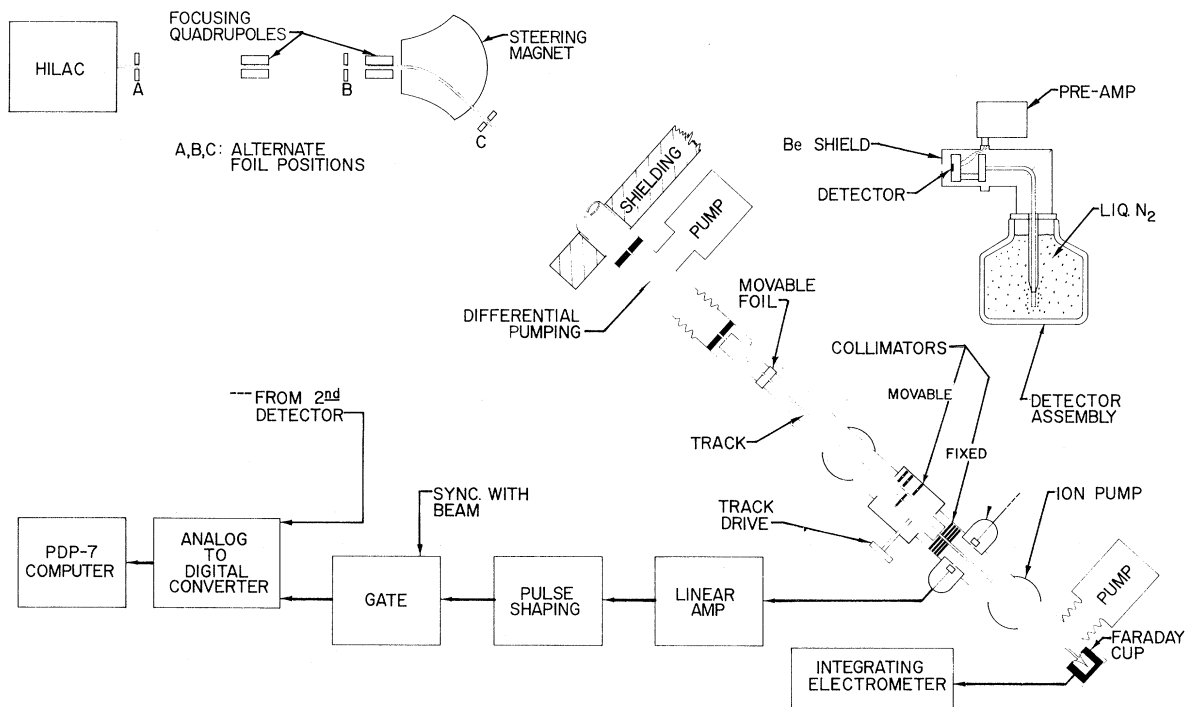 FOCUSING
QUADRUPOLES
STEERING
MAGNET
HILAC
A
B
C
A,B,C: ALTERNATE
FOIL POSITIONS
PRE-AMP
Be SHIELD
DETECTOR
LIQ. N2
DETECTOR
ASSEMBLY
SHIELDING
PUMP
DIFFERENTIAL
PUMPING
MOVABLE
FOIL
COLLIMATORS
MOVABLE
FIXED
TRACK
ION PUMP
TRACK
DRIVE
--- FROM 2nd
DETECTOR
SYNC. WITH
BEAM
PDP-7
COMPUTER
ANALOG
TO
DIGITAL
CONVERTER
GATE
PULSE
SHAPING
LINEAR
AMP
PUMP
FARADAY
CUP
INTEGRATING
ELECTROMETER